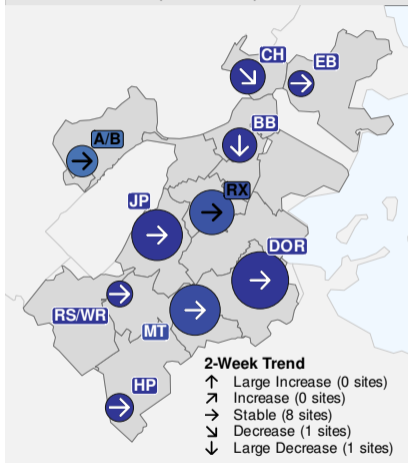 CH
EB
BB
A/B
RX
JP
DOR
RS/WR
MT
HP
2-Week Trend
↑ Large Increase (0 sites)
↗ Increase (0 sites)
→ Stable (8 sites)
↘ Decrease (1 sites)
↓ Large Decrease (1 sites)